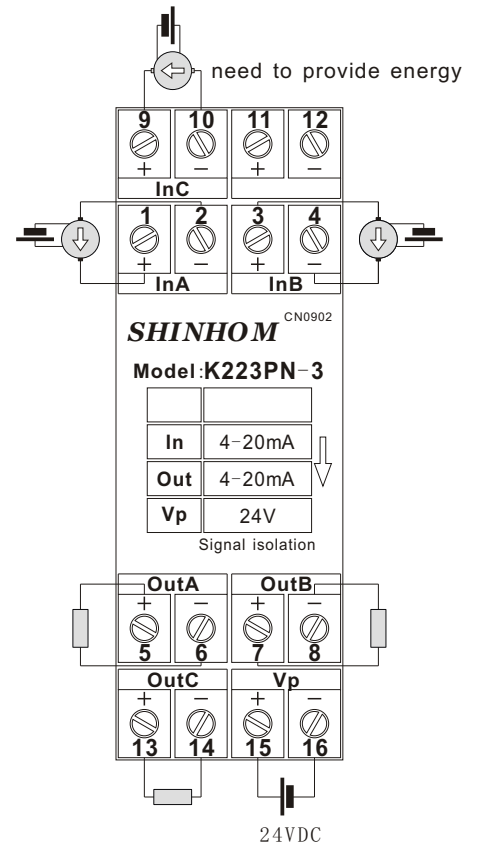 need to provide energy
9 10 11 12
+ − + −
InC
1 2 3 4
+ − + −
InA InB
CN0902
SHINHOM
Model:K223PN-3
In 4-20mA
Out 4-20mA
Vp 24V
Signal isolation
OutA OutB
+ − + −
5 6 7 8
OutC Vp
+ − + −
13 14 15 16
24VDC